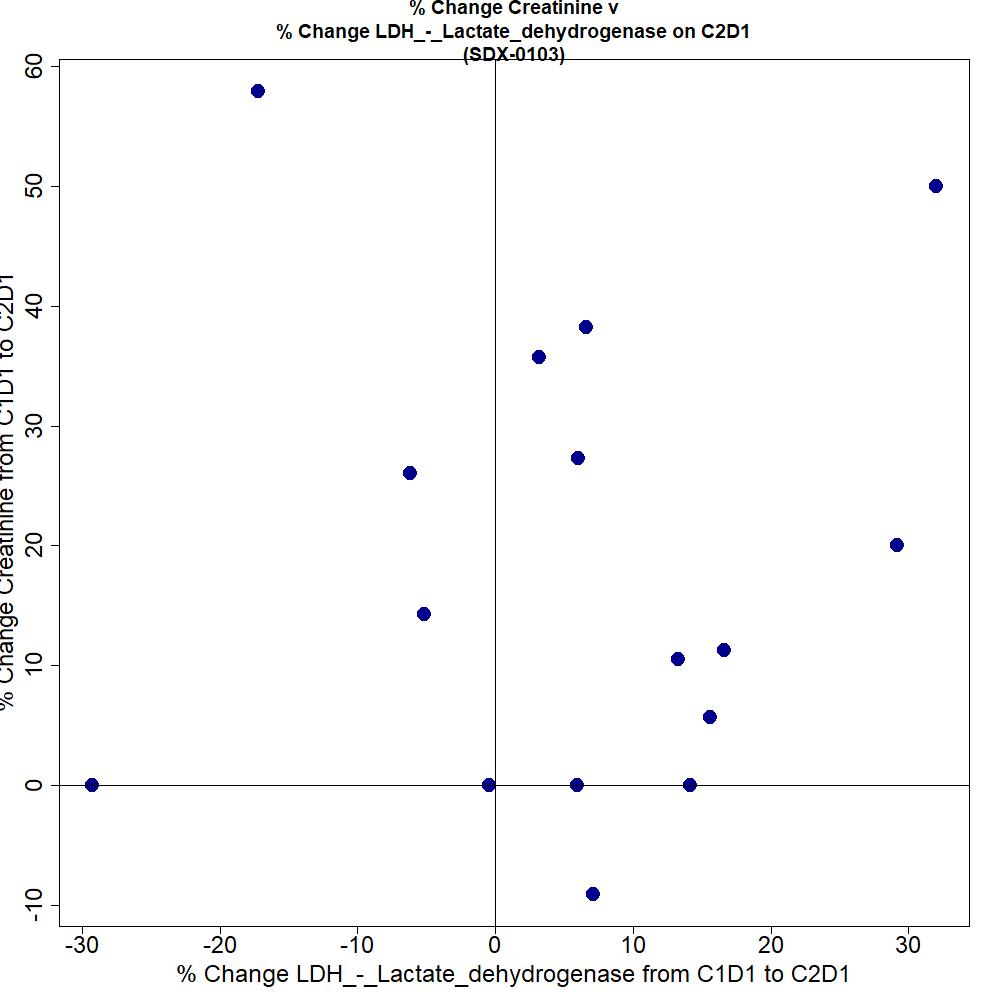 % Change Creatinine v
% Change LDH_-_Lactate_dehydrogenase on C2D1
(SDX-0103)
60
50
40
30
20
10
0
-10
% Change Creatinine from C1D1 to C2D1
-30 -20 -10 0 10 20 30
% Change LDH_-_Lactate_dehydrogenase from C1D1 to C2D1